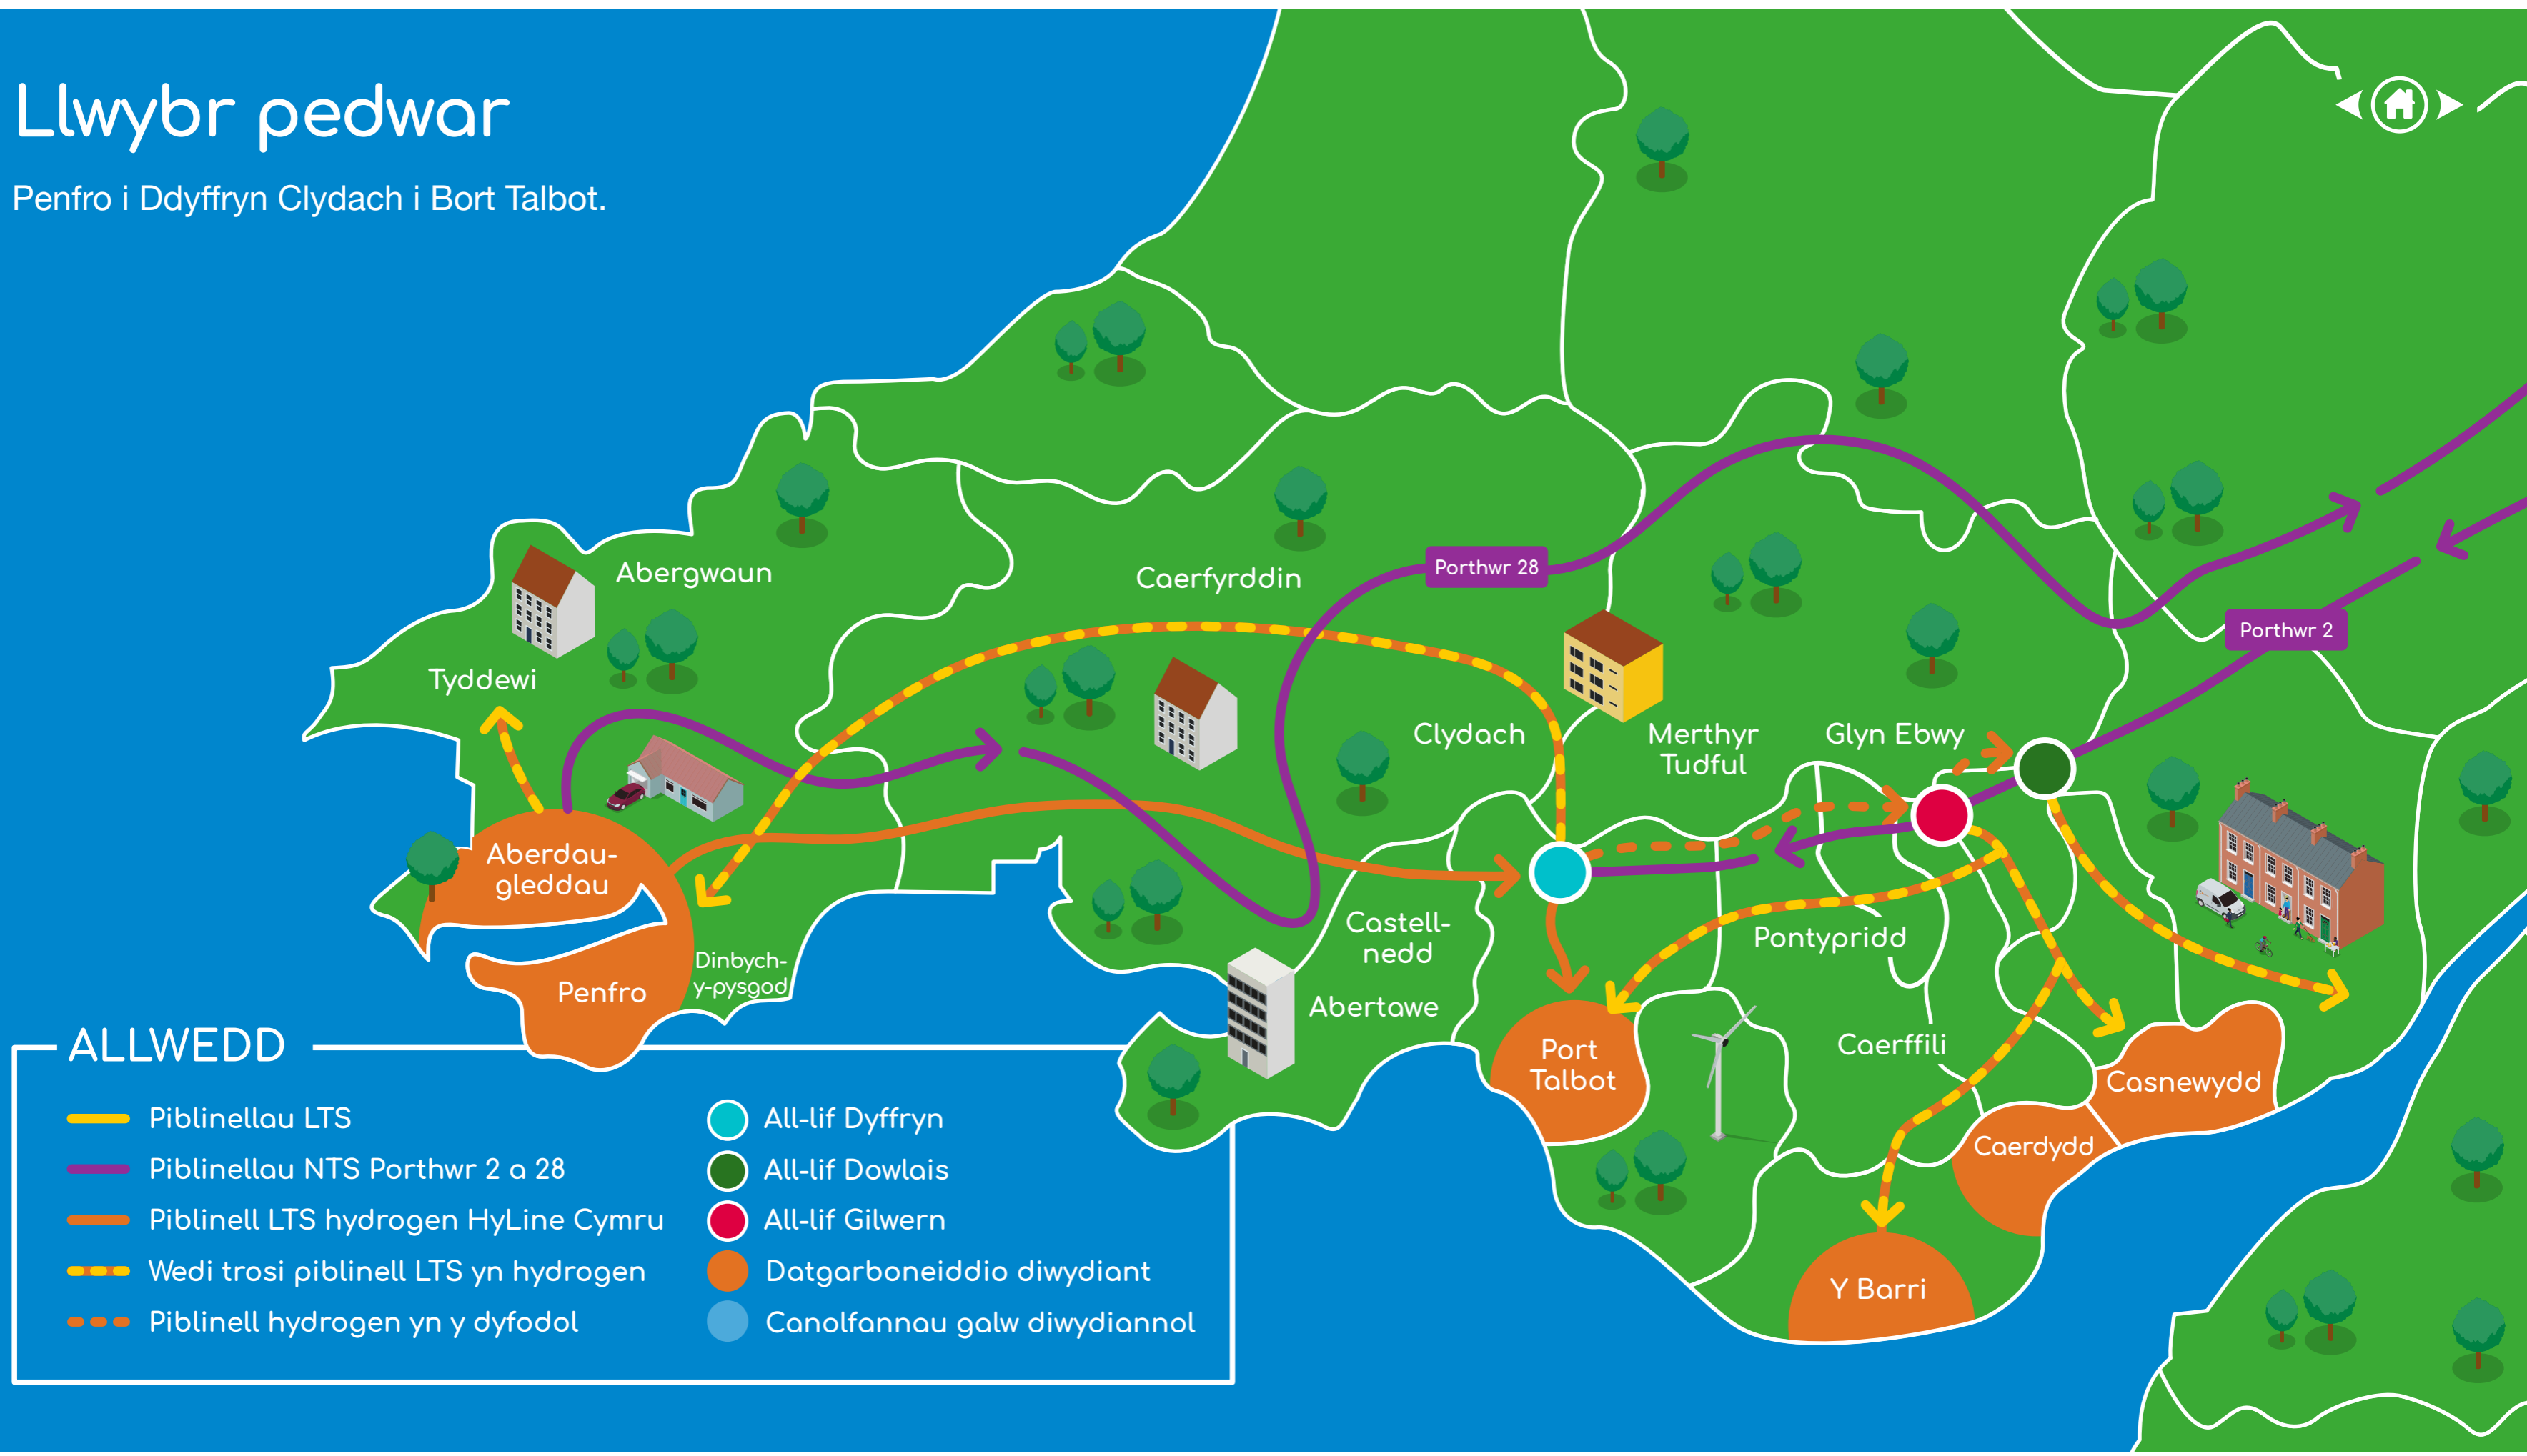 Llwybr pedwar
Penfro i Ddyffryn Clydach i Bort Talbot.
Porthwr 28
Abergwaun
Caerfyrddin
Porthwr 2
Tyddewi
Clydach
Merthyr
Tudful
Glyn Ebwy
Aberdau-
gleddau
Castell-
nedd
Pontypridd
Dinbych-
y-pysgod
Penfro
Abertawe
Port
Talbot
Caerffili
Casnewydd
Caerdydd
Y Barri
ALLWEDD
Piblinellau LTS
Piblinellau NTS Porthwr 2 a 28
Piblinell LTS hydrogen HyLine Cymru
Wedi trosi piblinell LTS yn hydrogen
Piblinell hydrogen yn y dyfodol
All-lif Dyffryn
All-lif Dowlais
All-lif Gilwern
Datgarboneiddio diwydiant
Canolfannau galw diwydiannol